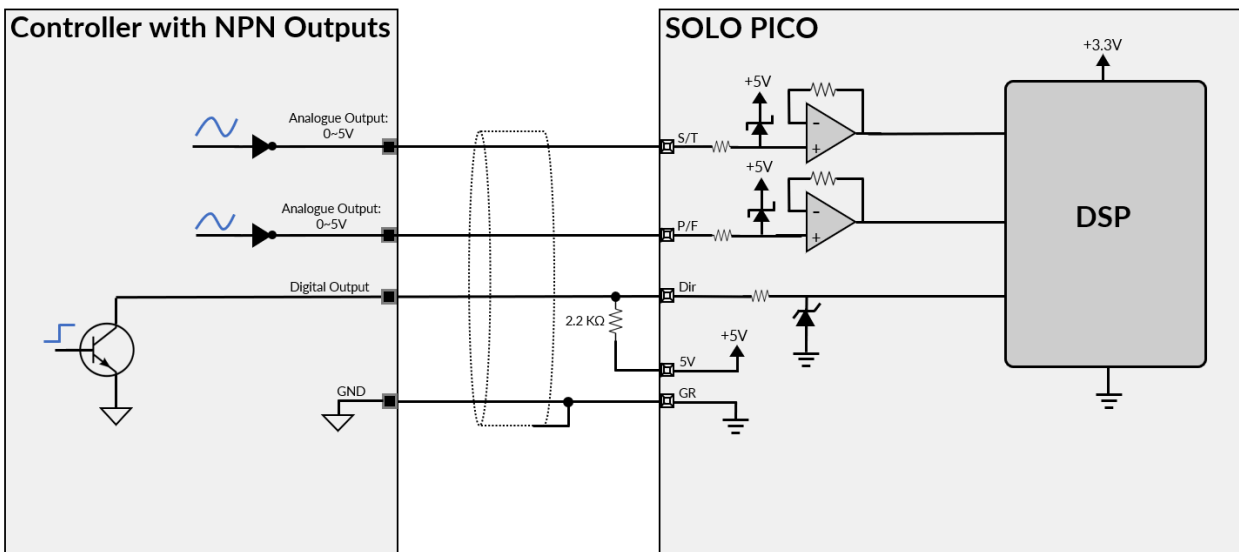 Controller with NPN Outputs
SOLO PICO
+3.3V
+5V
Analogue Output:
0~5V
S/T
-
+
+5V
Analogue Output:
0~5V
P/F
-
+
DSP
Digital Output
Dir
2.2 KΩ
+5V
5V
GND
GR